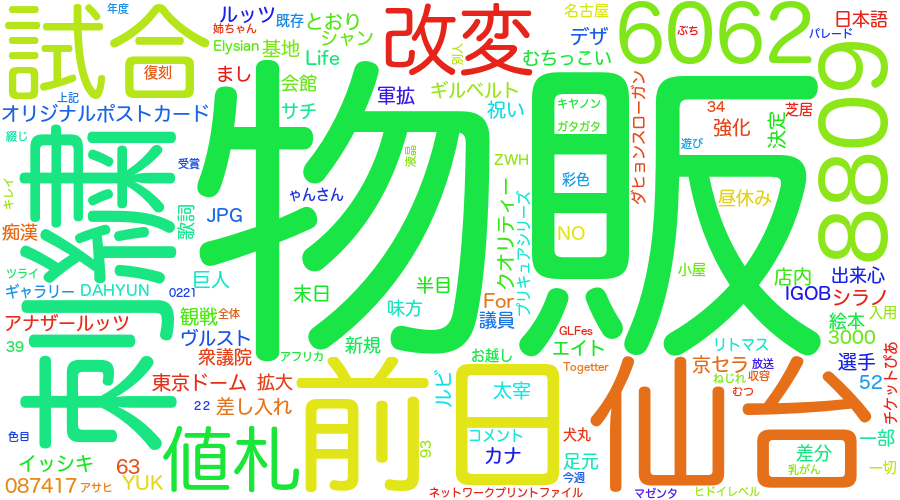 年度
ルッツ
既存
とおり
6062
名古屋
日本語
試合
姉ちゃん
シャン
改変
別人
デザ
ぶち
パレード
Elysian
基地
Life
むちっこい
8809
復刻
まし
会館
軍拡
ギルベルト
キヤノン
ダヒョンスローガン
34
芝居
上記
オリジナルポストカード
サチ
祝い
ガタガタ
強化
決定
綴じ
刺繍
物販
遊び
受賞
液晶
ZWH
キレイ
ゃんさん
彩色
昼休み
歌詞
JPG
クオリティー
プリキュアシリーズ
痴漢
NO
ツライ
巨人
半目
小屋
店内
出来心
ギャラリー
DAHYUN
0221
末日
味方
For
IGOB
シラノ
アナザールッツ
観戦
全体
議員
絵本
入用
39
ヴルスト
新規
GLFes
リトマス
3000
衆議院
アフリカ
お越し
エイト
Togetter
京セラ
放送
選手
チケットぴあ
東京ドーム
拡大
前日
仙台
ねじれ
収容
52
22
差し入れ
ルビ
太宰
むつ
色目
値札
93
コメント
犬丸
差分
一部
イッシキ
63
カナ
足元
乳がん
一切
087417
アサヒ
YUK
今週
ネットワークプリントファイル
マゼンタ
ヒドイレベル